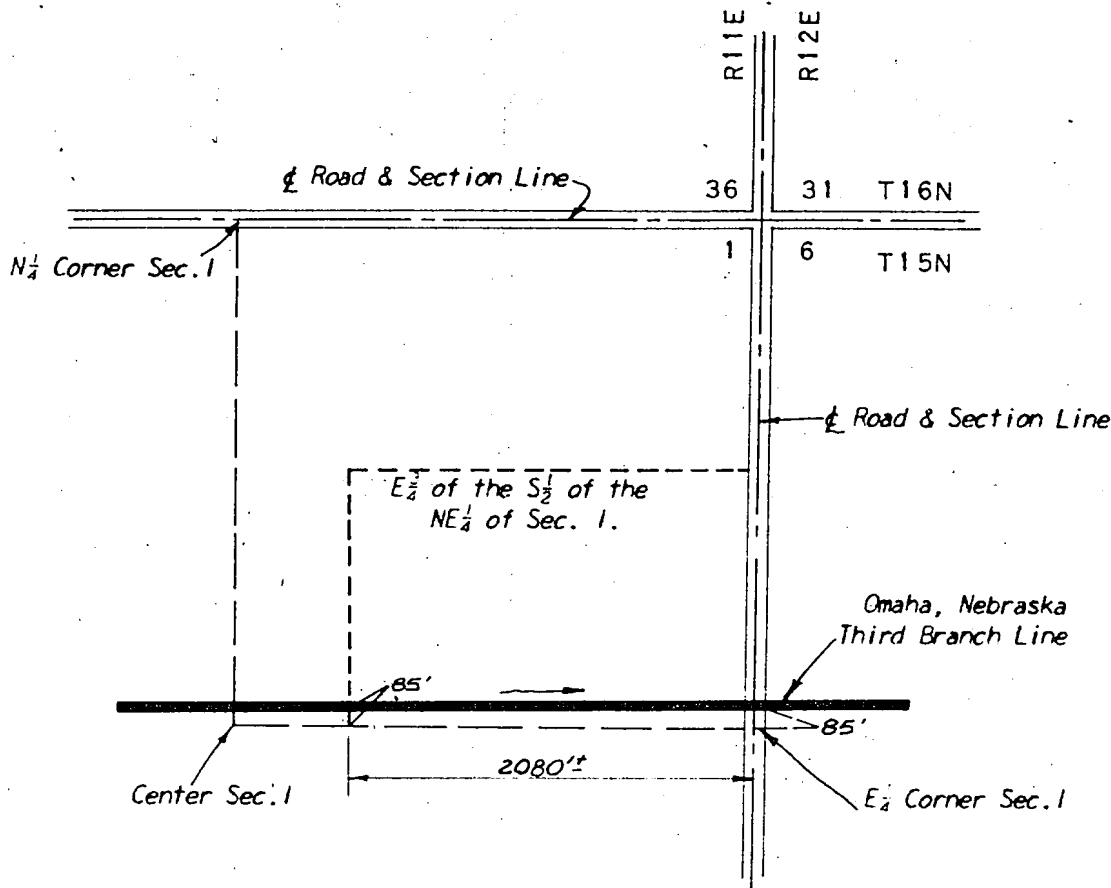 R11E
R12E
℄ Road & Section Line
36
31
T16N
N¼ Corner Sec. 1
1
6
T15N
℄ Road & Section Line
E¾ of the S½ of the
NE¼ of Sec. 1.
Omaha, Nebraska
Third Branch Line
85'
85'
2080'±
Center Sec. 1
E¼ Corner Sec. 1